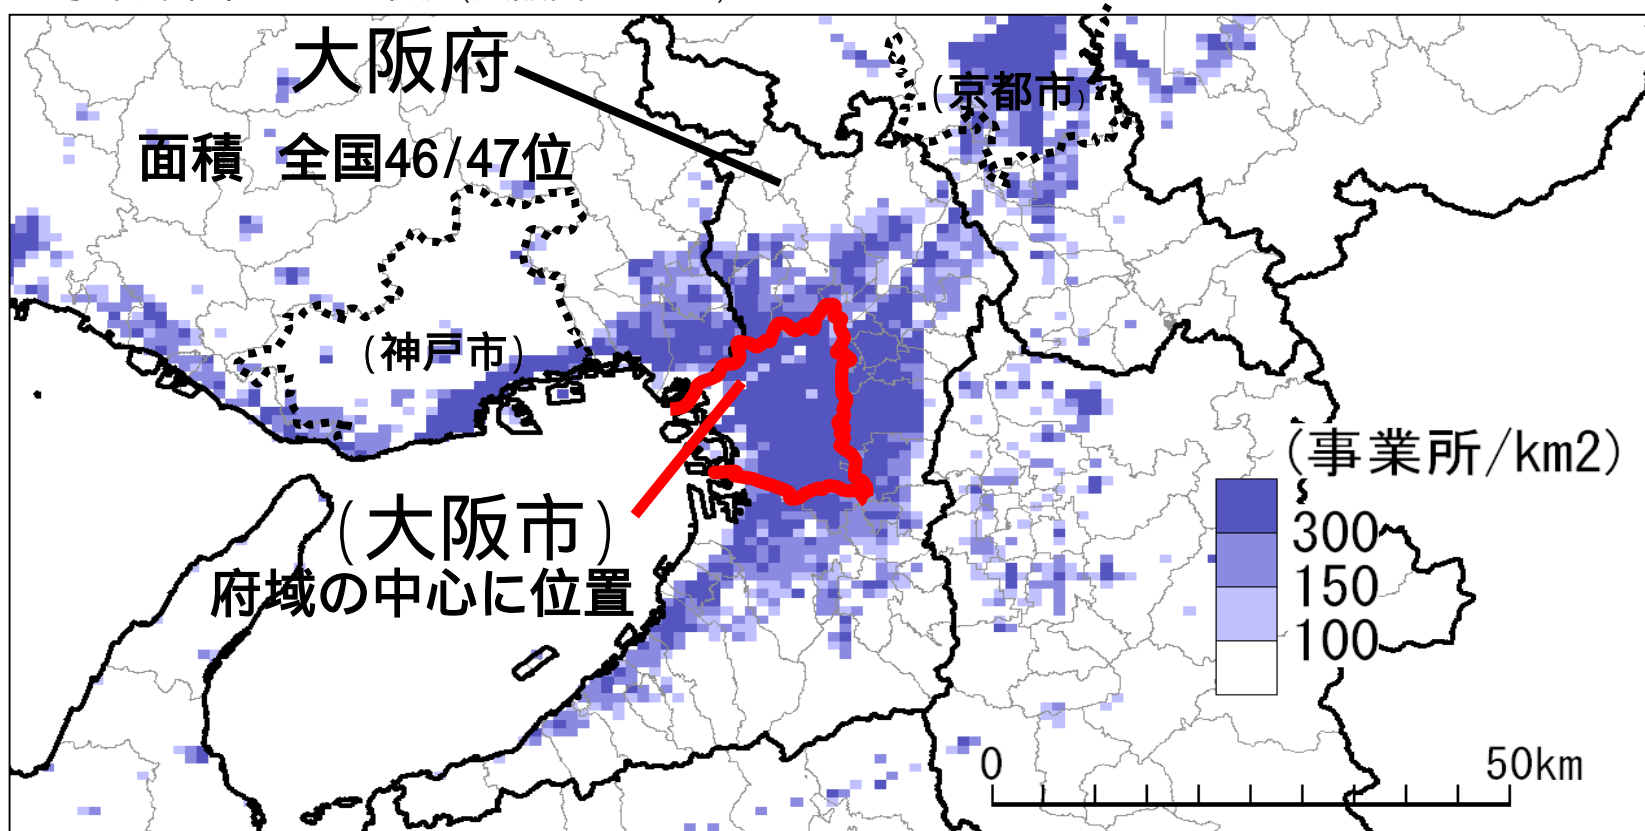 大阪府
(京都市)
面積 全国46/47位
(神戸市)
(事業所/km2)
300
150
100
(大阪市)
府域の中心に位置
0
50km